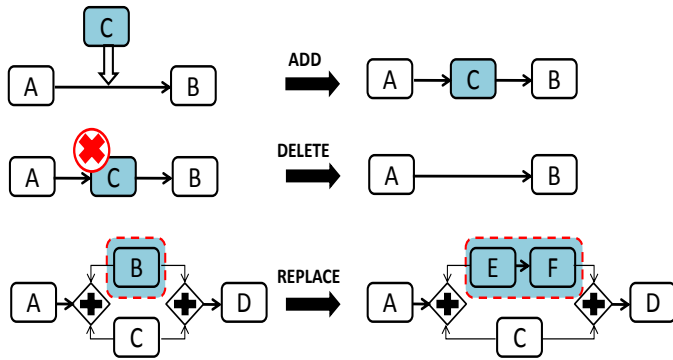 C
A B ADD A C B
A C B DELETE A B
B E F
A D REPLACE A D
C C